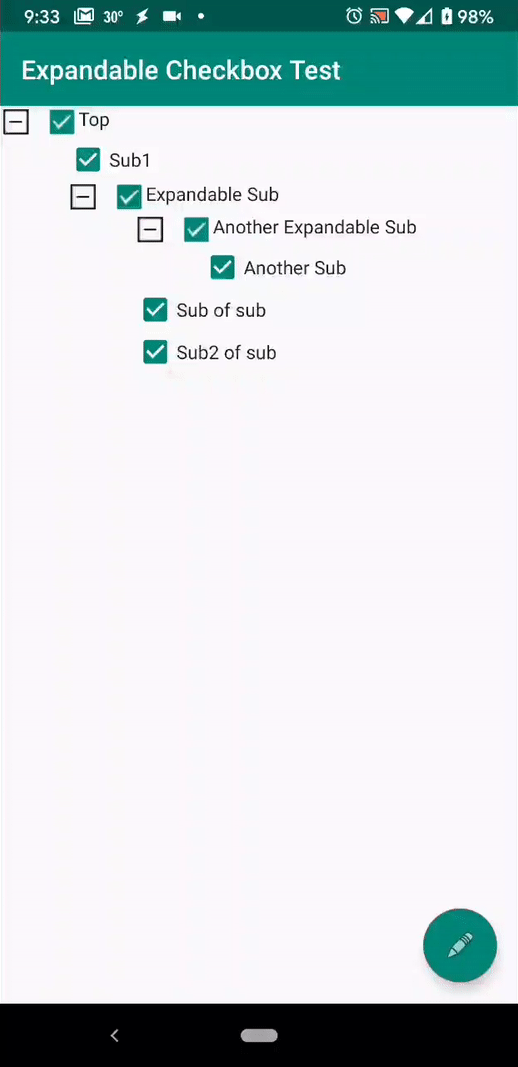 9:33 30° 98%
Expandable Checkbox Test
Top
Sub1
Expandable Sub
Another Expandable Sub
Another Sub
Sub of sub
Sub2 of sub